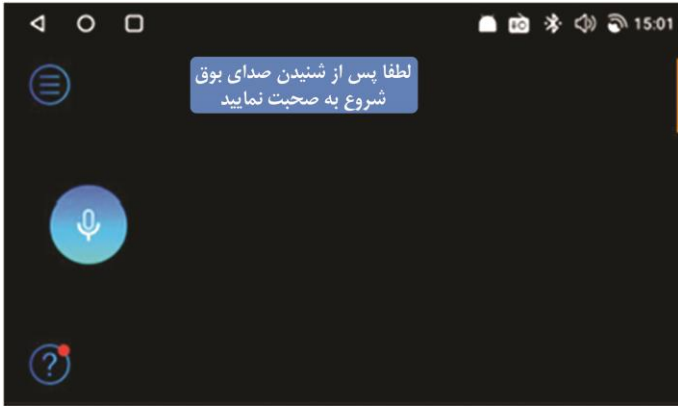 15:01
لطفا پس از شنیدن صدای بوق
شروع به صحبت نمایید
?